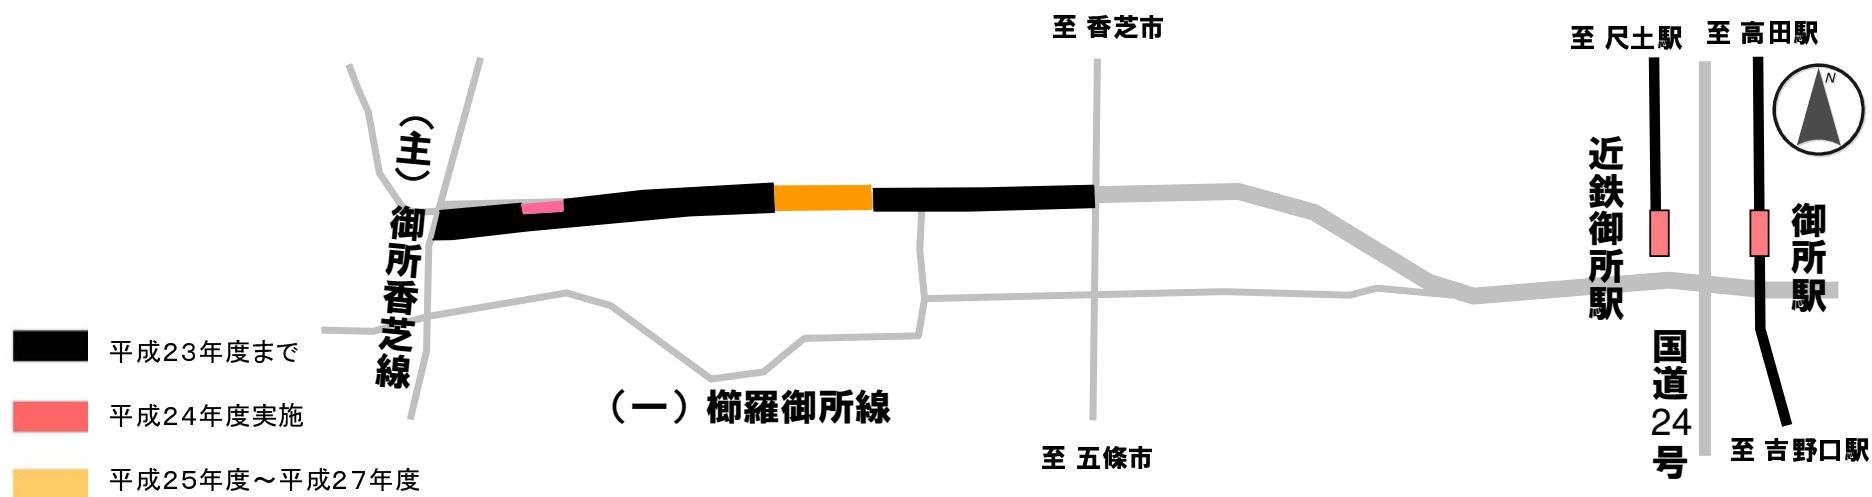 至 香芝市
至 尺土駅
至 高田駅
N
(主)御所香芝線
近鉄御所駅
御所駅
国道24号
平成23年度まで
平成24年度実施
平成25年度～平成27年度
(一)櫛羅御所線
至 五條市
至 吉野口駅